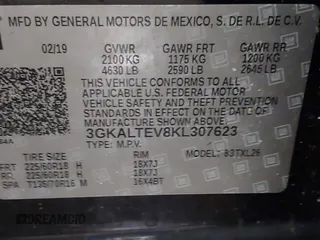 MFD BY GENERAL MOTORS DE MEXICO, S. DE R.L. DE C.V.
02/19 GVWR GAWR FRT GAWR RR
2100 KG 1175 KG 1200 KG
4630 LB 2590 LB 2645 LB
THIS VEHICLE CONFORMS TO ALL
APPLICABLE U.S. FEDERAL MOTOR
VEHICLE SAFETY, BUMPER, AND
THEFT PREVENTION STANDARDS IN
EFFECT ON THE DATE OF
MANUFACTURE SHOWN ABOVE.
3GKALTEV8KL307623
TYPE: M.P.V. MODEL:
TIRE SIZE RIM
FRT 225/60R18 H 18X7J
RG 225/60R18 H 18X7J
SPA T135/70R16 M 16X4BT
DREAMBID